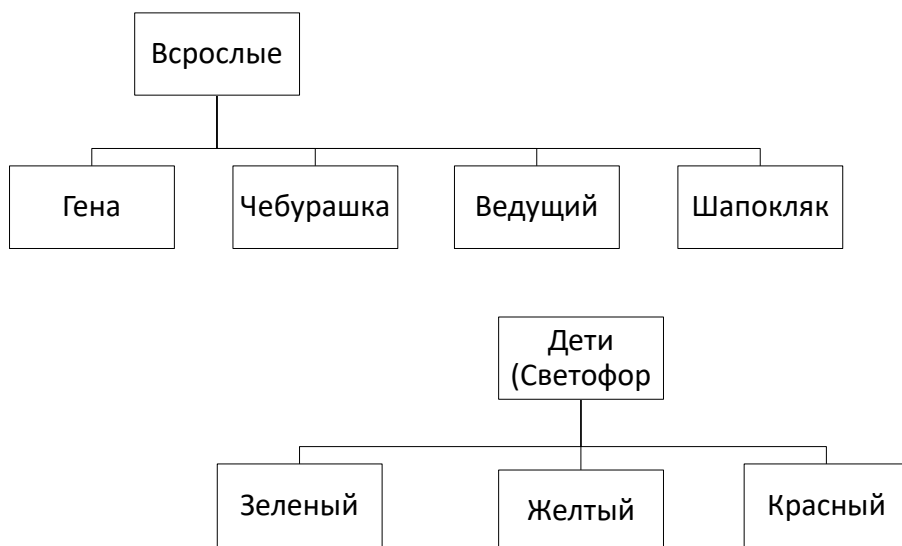 Всрослые
Гена
Чебурашка
Ведущий
Шапокляк
Дети
(Светофор
Зеленый
Желтый
Красный